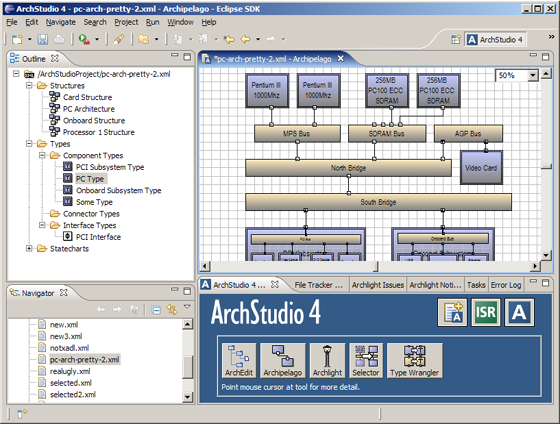 ArchStudio 4 - pc-arch-pretty-2.xml - Archipelago - Eclipse SDK
File Edit Navigate Search Project Run Window Help
ArchStudio 4
Outline
/ArchStudioProject/pc-arch-pretty-2.xml
Structures
Card Structure
PC Architecture
Onboard Structure
Processor 1 Structure
Types
Component Types
PCI Subsystem Type
PC Type
Onboard Subsystem Type
Some Type
Connector Types
Interface Types
PCI Interface
Statecharts
*pc-arch-pretty-2.xml - Archipelago
50%
Pentium III
1000Mhz
Pentium III
1000Mhz
256MB
PC100 ECC
SDRAM
256MB
PC100 ECC
SDRAM
MPS Bus
SDRAM Bus
AGP Bus
North Bridge
Video Card
South Bridge
PCI Bus
Onboard Bus
Navigator
new.xml
new3.xml
notxadl.xml
pc-arch-pretty-2.xml
realugly.xml
selected.xml
selected2.xml
ArchStudio 4 ...
File Tracker ...
Archlight Issues
Archlight Noti...
Tasks
Error Log
ArchStudio 4
ISR
A
ArchEdit
Archipelago
Archlight
Selector
Type Wrangler
Point mouse cursor at tool for more detail.